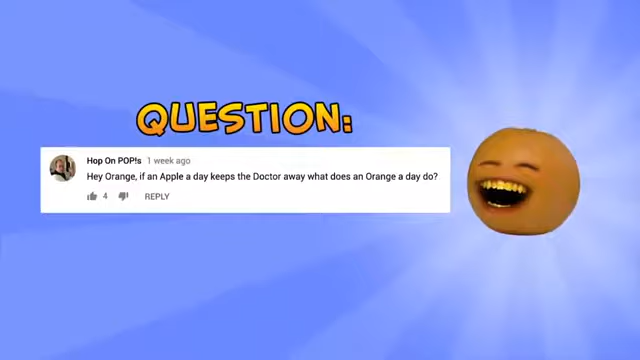 QUESTION:
Hop On POP!s 1 week ago
Hey Orange, if an Apple a day keeps the Doctor away what does an Orange a day do?
4 REPLY